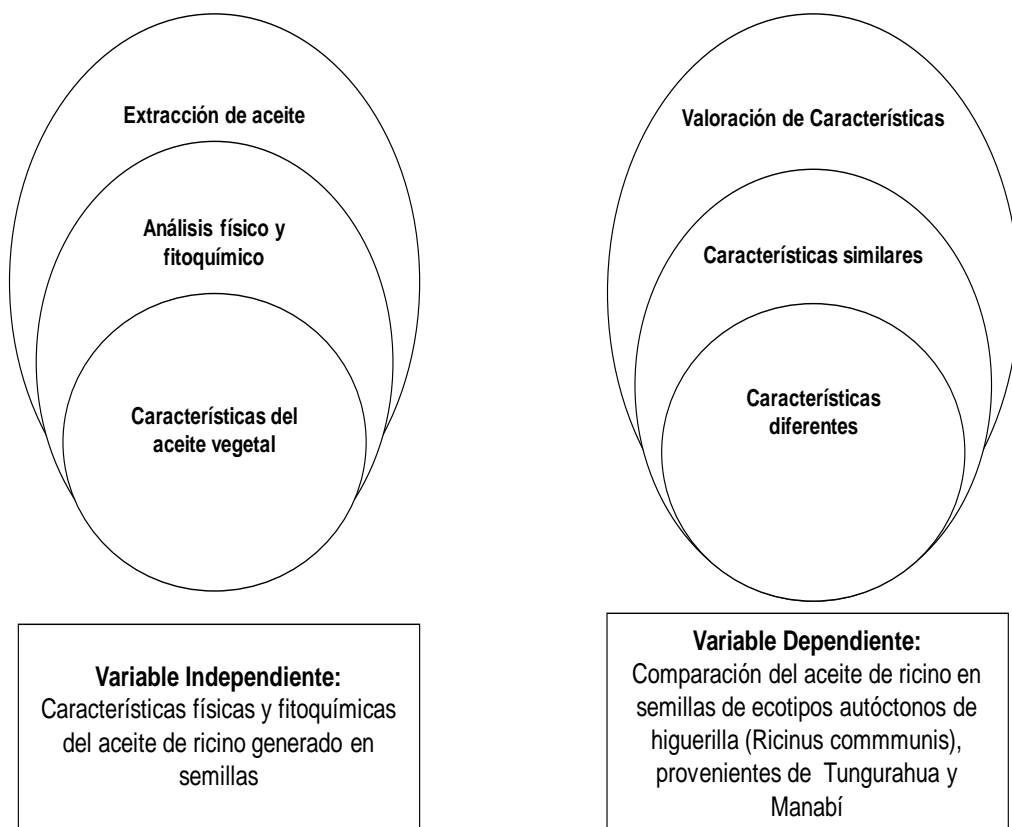 Extracción de aceite
Análisis físico y
fitoquímico
Características del
aceite vegetal
Variable Independiente:
Características físicas y fitoquímicas
del aceite de ricino generado en
semillas
Valoración de Características
Características similares
Características
diferentes
Variable Dependiente:
Comparación del aceite de ricino en
semillas de ecotipos autóctonos de
higuerilla (Ricinus commmunis),
provenientes de Tungurahua y
Manabí